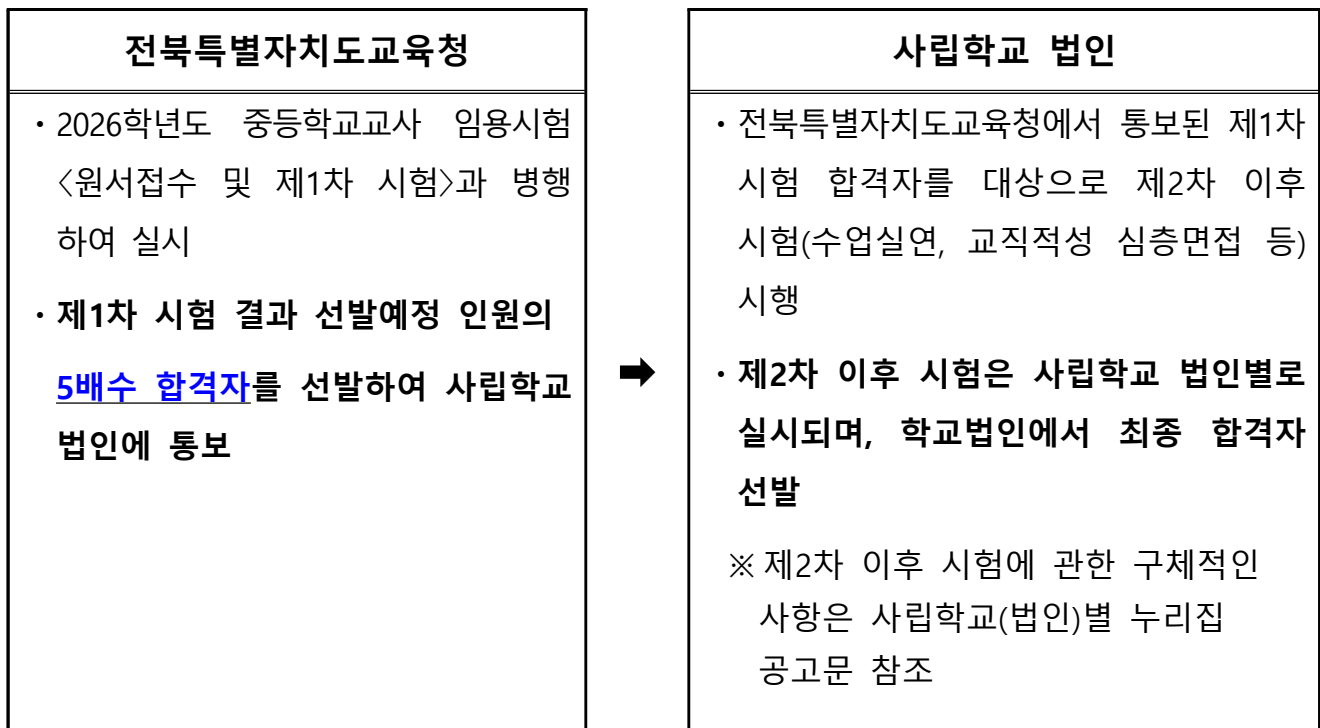 전북특별자치도교육청
・2026학년도 중등학교교사 임용시험
〈원서접수 및 제1차 시험〉과 병행
하여 실시
・제1차 시험 결과 선발예정 인원의
5배수 합격자를 선발하여 사립학교
법인에 통보
➡
사립학교 법인
・전북특별자치도교육청에서 통보된 제1차
시험 합격자를 대상으로 제2차 이후
시험(수업실연, 교직적성 심층면접 등)
시행
・제2차 이후 시험은 사립학교 법인별로
실시되며, 학교법인에서 최종 합격자
선발
※ 제2차 이후 시험에 관한 구체적인
사항은 사립학교(법인)별 누리집
공고문 참조